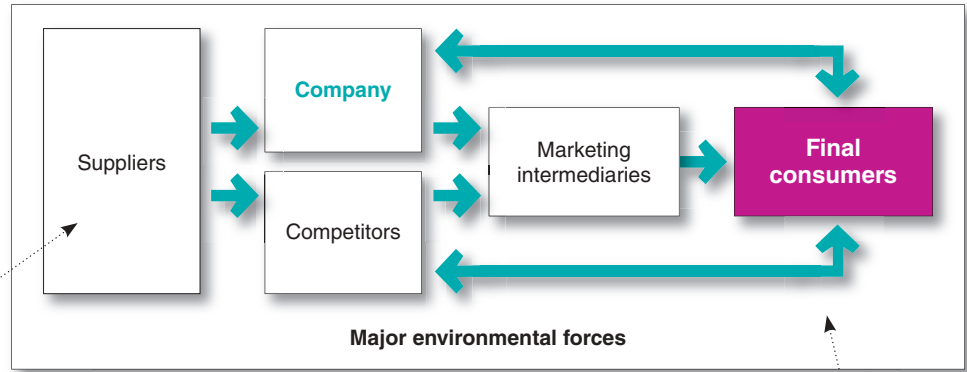 Suppliers
Company
Competitors
Marketing
intermediaries
Final
consumers
Major environmental forces